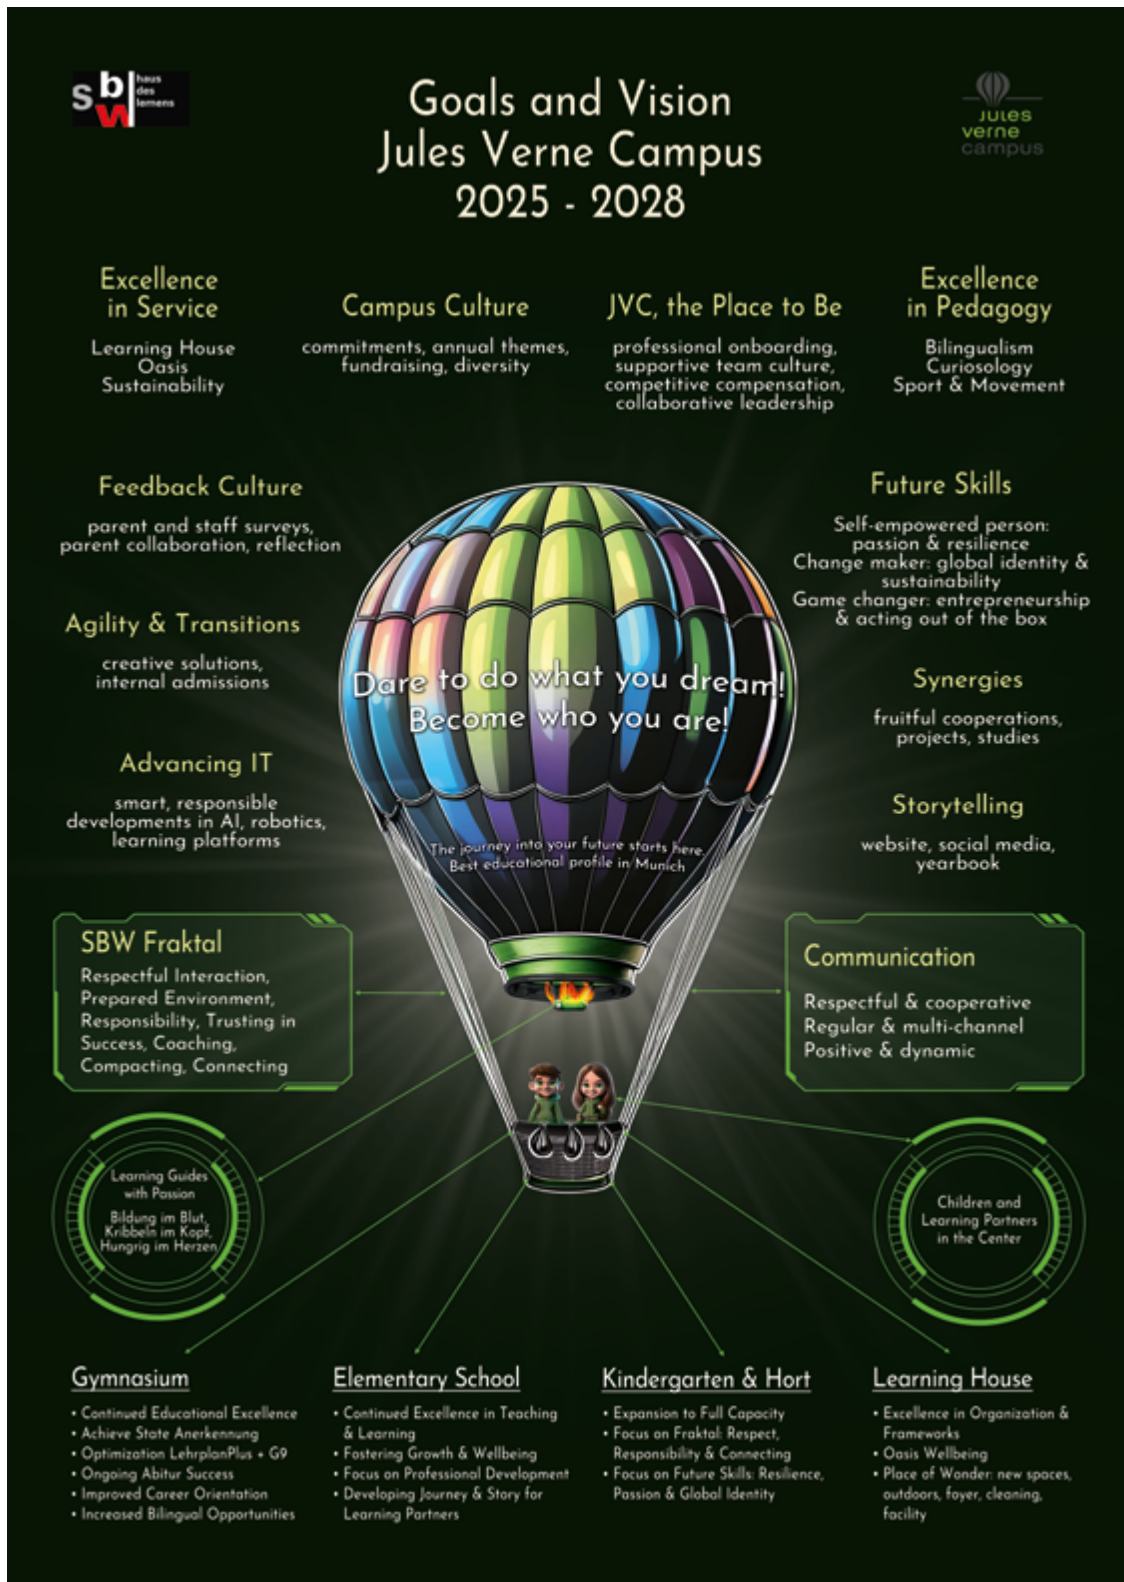 sbw haus
des
lernens
Goals and Vision
Jules Verne Campus
2025 - 2028
jules
verne
campus
Excellence
in Service
Learning House
Oasis
Sustainability
Campus Culture
commitments, annual themes,
fundraising, diversity
JVC, the Place to Be
professional onboarding,
supportive team culture,
competitive compensation,
collaborative leadership
Excellence
in Pedagogy
Bilingualism
Curiosology
Sport & Movement
Feedback Culture
parent and staff surveys,
parent collaboration, reflection
Agility & Transitions
creative solutions,
internal admissions
Advancing IT
smart, responsible
developments in AI, robotics,
learning platforms
Dare to do what you dream!
Become who you are!
The journey into your future starts here.
Best educational profile in Munich
Future Skills
Self-empowered person:
passion & resilience
Change maker: global identity &
sustainability
Game changer: entrepreneurship
& acting out of the box
Synergies
fruitful cooperations,
projects, studies
Storytelling
website, social media,
yearbook
SBW Fraktal
Respectful Interaction,
Prepared Environment,
Responsibility, Trusting in
Success, Coaching,
Compacting, Connecting
Communication
Respectful & cooperative
Regular & multi-channel
Positive & dynamic
Learning Guides
with Passion
Bildung im Blut,
Kribbeln im Kopf,
Hungrig im Herzen
Children and
Learning Partners
in the Center
Gymnasium
• Continued Educational Excellence
• Achieve State Anerkennung
• Optimization LehrplanPlus + G9
• Ongoing Abitur Success
• Improved Career Orientation
• Increased Bilingual Opportunities
Elementary School
• Continued Excellence in Teaching
& Learning
• Fostering Growth & Wellbeing
• Focus on Professional Development
• Developing Journey & Story for
Learning Partners
Kindergarten & Hort
• Expansion to Full Capacity
• Focus on Fraktal: Respect,
Responsibility & Connecting
• Focus on Future Skills: Resilience,
Passion & Global Identity
Learning House
• Excellence in Organization &
Frameworks
• Oasis Wellbeing
• Place of Wonder: new spaces,
outdoors, foyer, cleaning,
facility